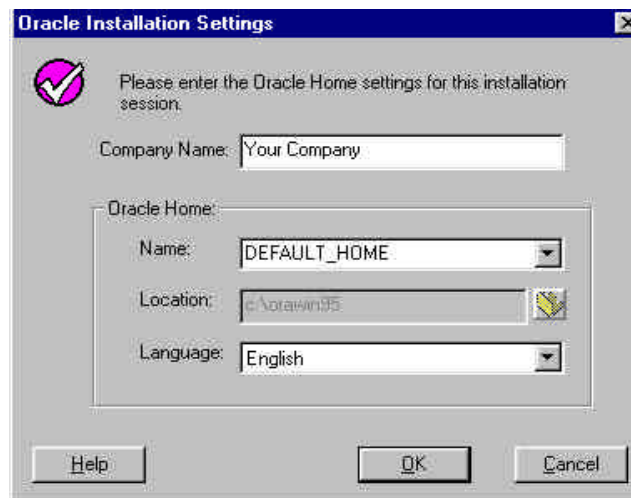 Oracle Installation Settings
Please enter the Oracle Home settings for this installation
session.
Company Name: Your Company
Oracle Home:
Name: DEFAULT_HOME
Location: c:\orawin95
Language: English
Help OK Cancel